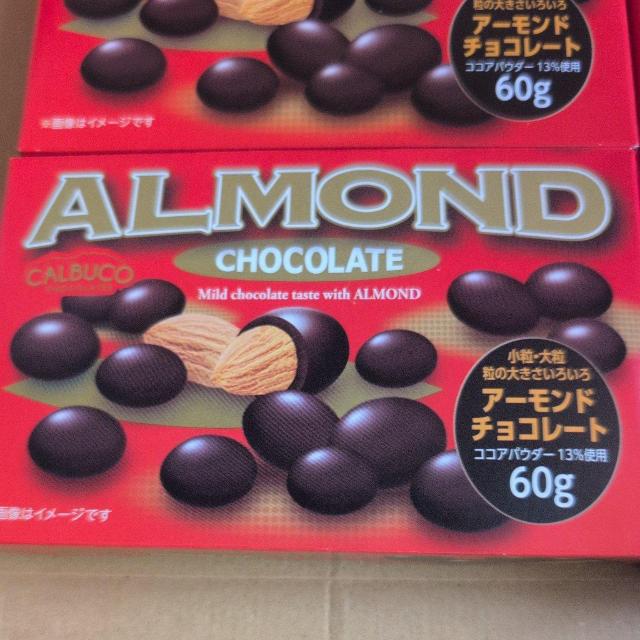 粒の大きさいろいろ
アーモンド
チョコレート
ココアパウダー 13%使用
60g
※画像はイメージです
ALMOND
CHOCOLATE
CALBUCO
Mild chocolate taste with ALMOND
小粒・大粒
粒の大きさいろいろ
アーモンド
チョコレート
ココアパウダー 13%使用
60g
画像はイメージです